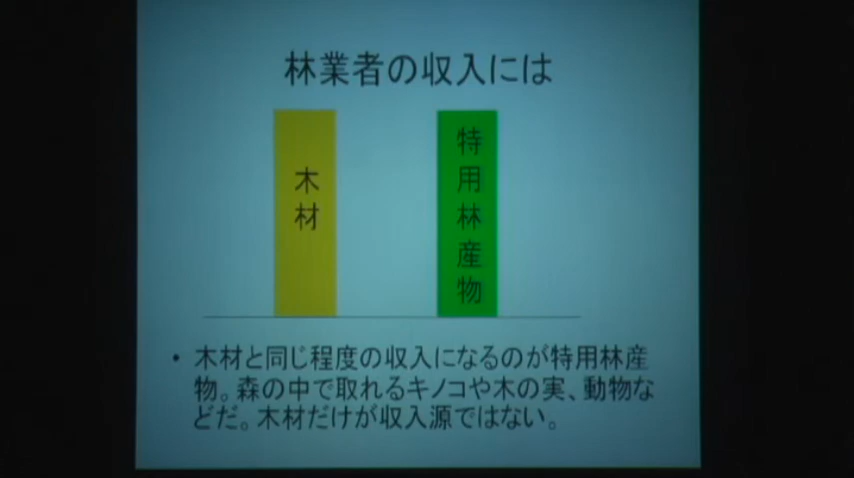 林業者の収入には
木材
特用林産物
• 木材と同じ程度の収入になるのが特用林産
物。森の中で取れるキノコや木の実、動物な
どだ。木材だけが収入源ではない。